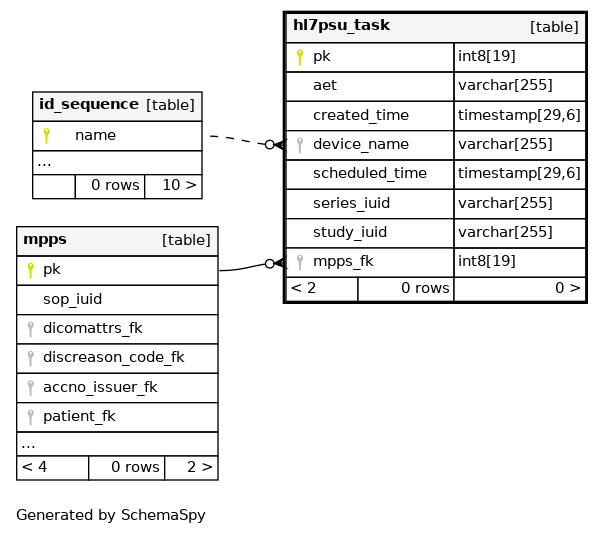 hl7psu_task [table]
pk int8[19]
aet varchar[255]
created_time timestamp[29,6]
device_name varchar[255]
scheduled_time timestamp[29,6]
series_iuid varchar[255]
study_iuid varchar[255]
mpps_fk int8[19]
< 2 0 rows 0 >
id_sequence [table]
name
...
0 rows 10 >
mpps [table]
pk
sop_iuid
dicomattrs_fk
discreason_code_fk
accno_issuer_fk
patient_fk
...
< 4 0 rows 2 >
Generated by SchemaSpy